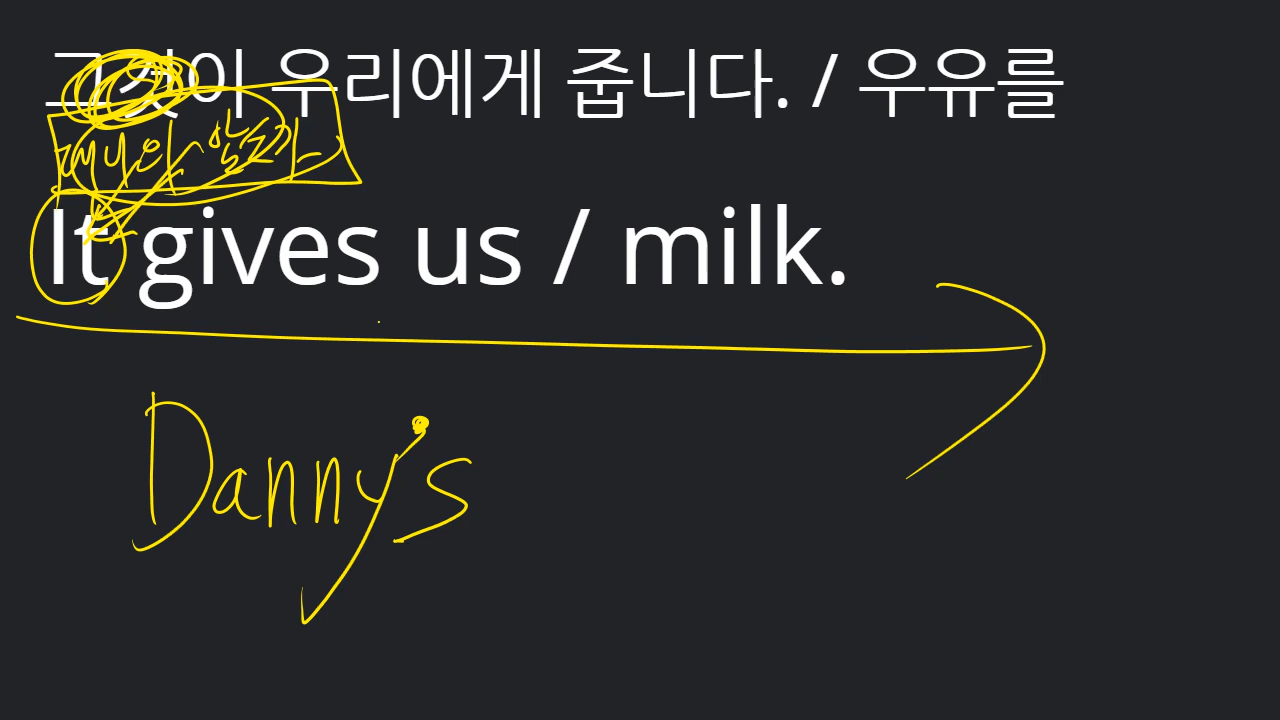 그것이 우리에게 줍니다. / 우유를
It gives us / milk.
Danny's